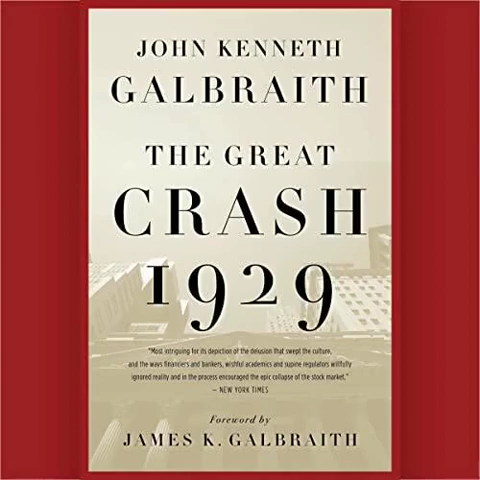 JOHN KENNETH
GALBRAITH
THE GREAT
CRASH
1929
"Most intriguing for its depiction of the delusion that swept the culture,
and the ways financiers and bankers, wishful academics and supine regulators willfully
ignored reality and in the process encouraged the epic collapse of the stock market."
— NEW YORK TIMES
Foreword by
JAMES K. GALBRAITH